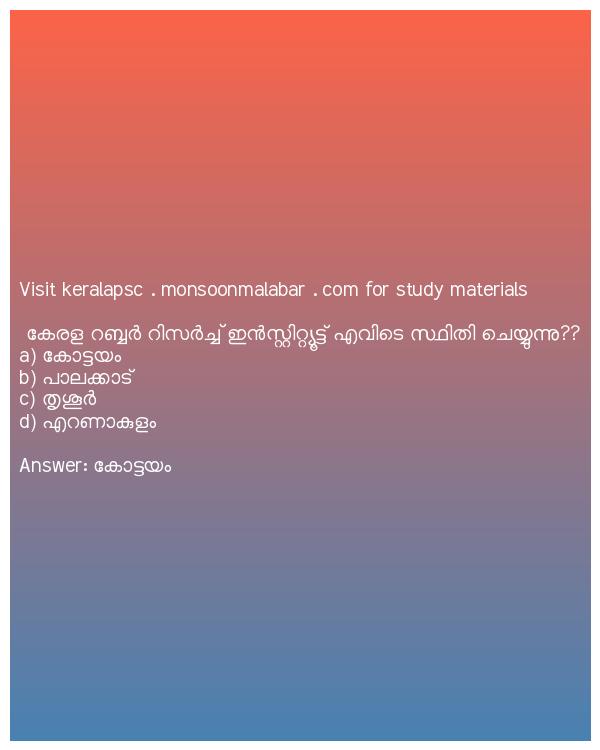 Visit keralapsc . monsoonmalabar . com for study materials
കേരള റബ്ബർ റിസർച്ച് ഇൻസ്റ്റിറ്റ്യൂട്ട് എവിടെ സ്ഥിതി ചെയ്യുന്നു??
a) കോട്ടയം
b) പാലക്കാട്
c) തൃശൂർ
d) എറണാകുളം
Answer: കോട്ടയം